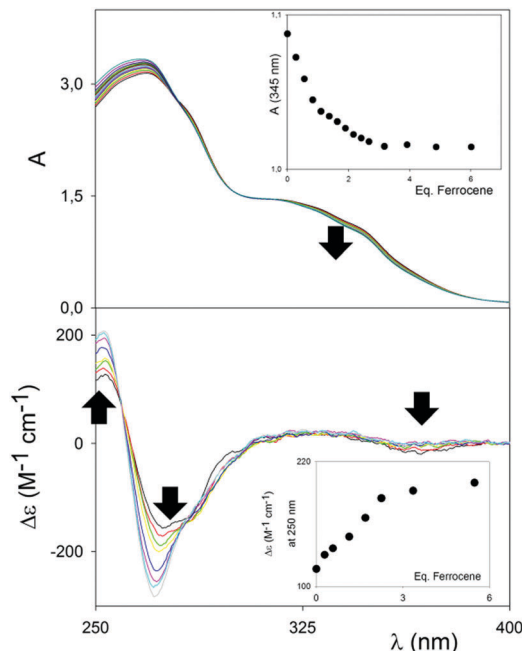 1,1
A (345 nm)
1,0
0 2 4 6
Eq. Ferrocene
3,0
A
1,5
0,0
200
0
-200
Δε (M⁻¹ cm⁻¹)
220
Δε (M⁻¹ cm⁻¹)
at 250 nm
100
0 3 6
Eq. Ferrocene
250 325 400
λ (nm)